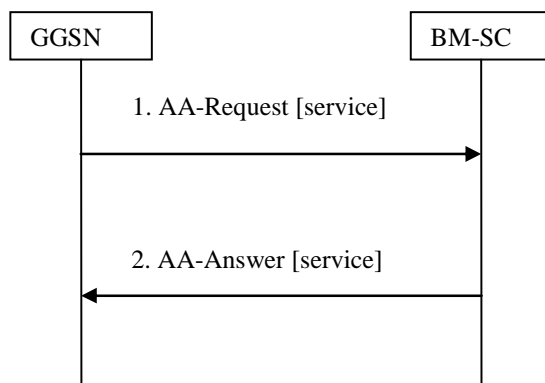 GGSN
BM-SC
1. AA-Request [service]
2. AA-Answer [service]